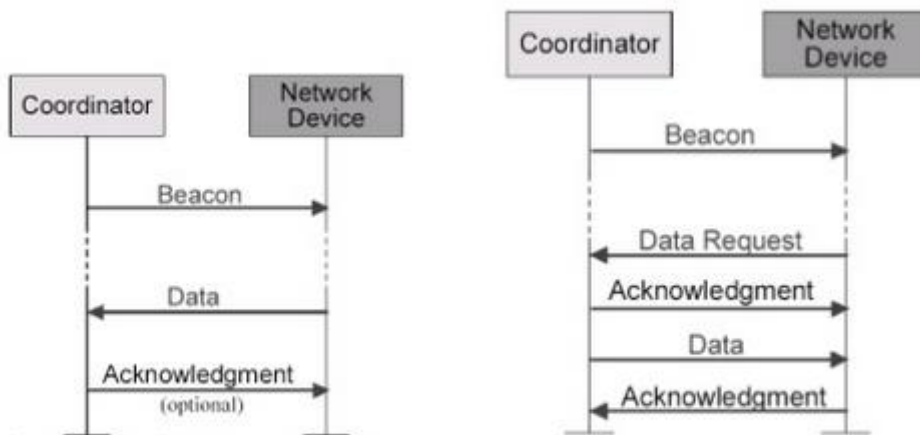 Coordinator
Network
Device
Beacon
Data
Acknowledgment
(optional)
Coordinator
Network
Device
Beacon
Data Request
Acknowledgment
Data
Acknowledgment